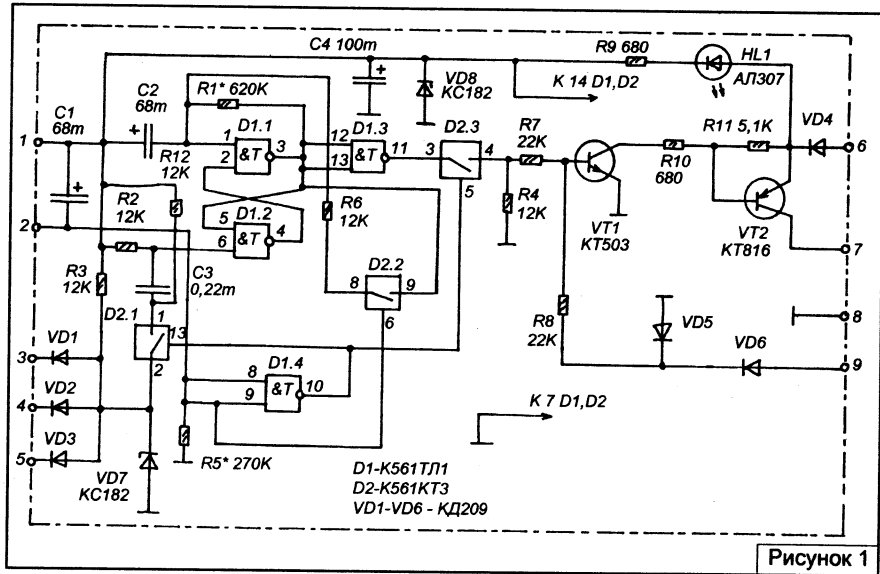 C4 100m
R9 680
HL1
АЛ307
C1
68m
C2
68m
R1* 620K
VD8
КС182
К 14 D1,D2
VD4
1
R12
12K
1
D1.1
&T
3
2
12
D1.3
&T
11
13
D2.3
3
4
5
R7
22K
R11 5,1K
6
R10
680
R2
12K
2
D1.2
5
&T
4
6
R6
12K
R4
12K
VT1
КТ503
VT2
КТ816
7
R3
12K
C3
0,22m
D2.2
8
9
6
D2.1
1
13
2
R8
22K
VD5
8
VD6
9
3
VD1
4
VD2
5
VD3
D1.4
8
&T
10
9
К 7 D1,D2
VD7
КС182
R5* 270K
D1-К561ТЛ1
D2-К561КТ3
VD1-VD6 - КД209
Рисунок 1